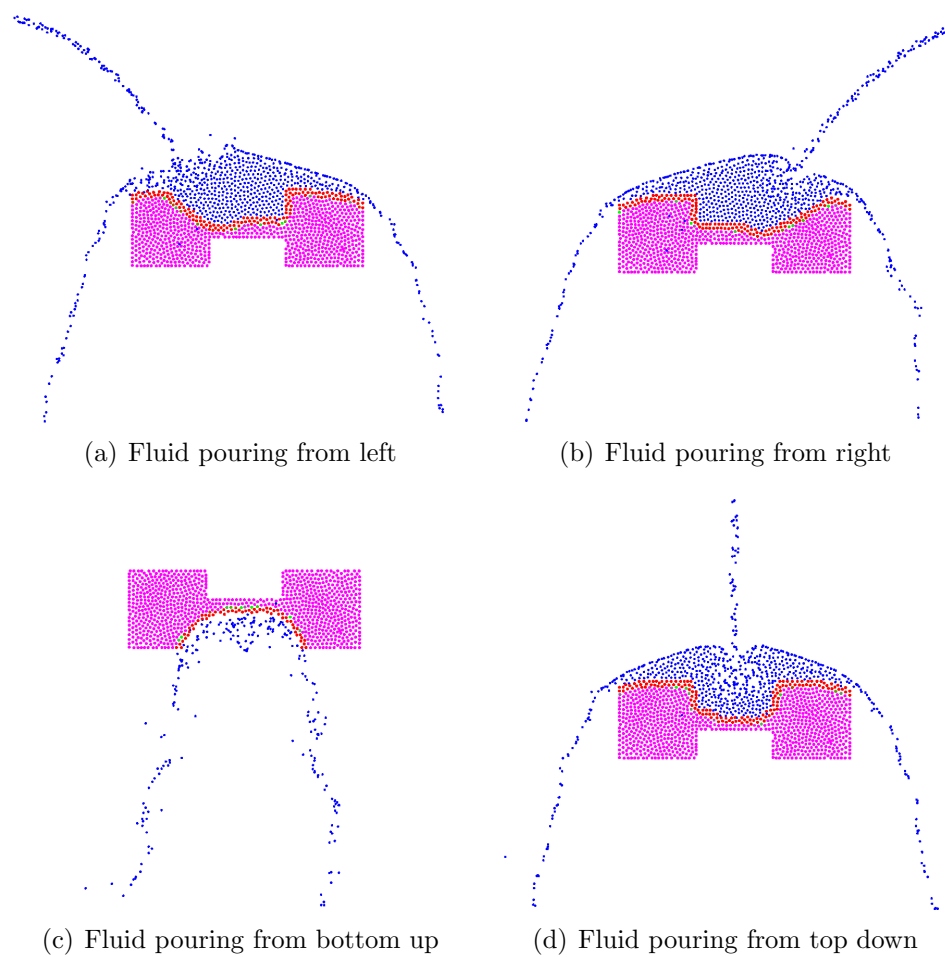 (a) Fluid pouring from left
(b) Fluid pouring from right
(c) Fluid pouring from bottom up
(d) Fluid pouring from top down